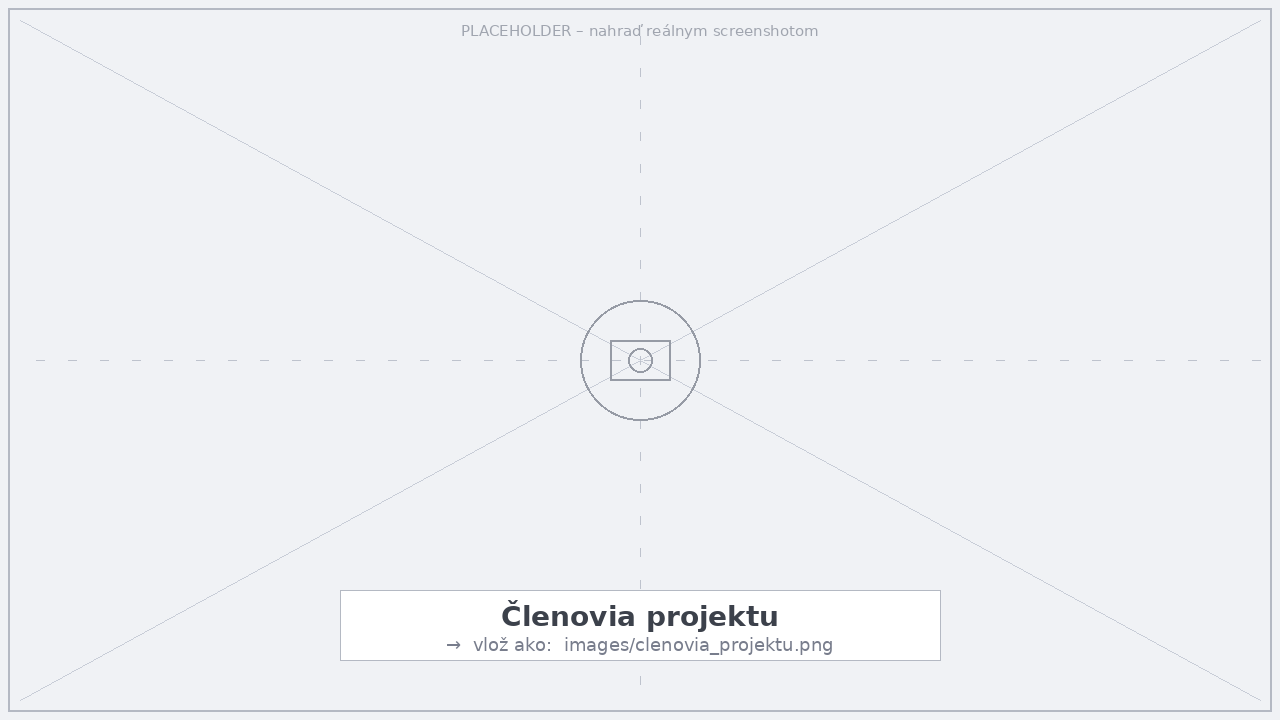 PLACEHOLDER – nahraď reálnym screenshotom
Členovia projektu
→ vlož ako: images/clenovia_projektu.png